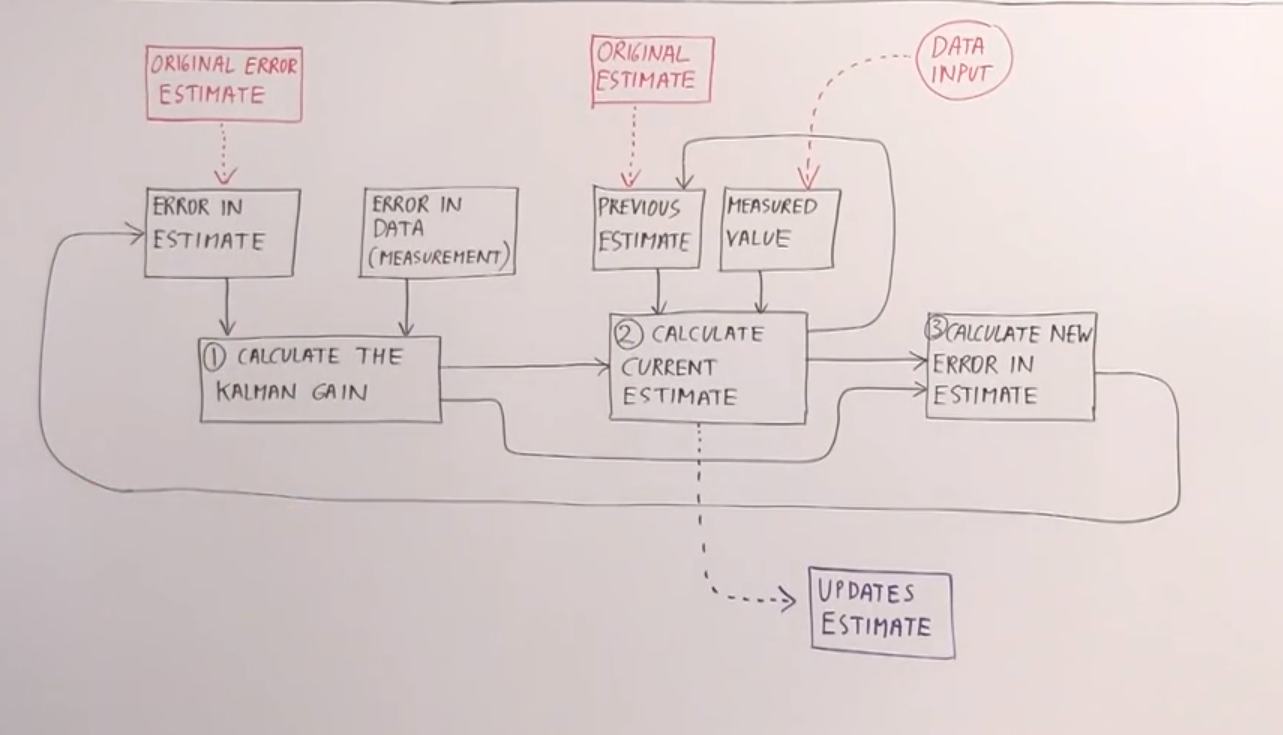 ORIGINAL ERROR
ESTIMATE
ORIGINAL
ESTIMATE
DATA
INPUT
ERROR IN
ESTIMATE
ERROR IN
DATA
(MEASUREMENT)
PREVIOUS
ESTIMATE
MEASURED
VALUE
① CALCULATE THE
KALMAN GAIN
② CALCULATE
CURRENT
ESTIMATE
③ CALCULATE NEW
ERROR IN
ESTIMATE
UPDATES
ESTIMATE